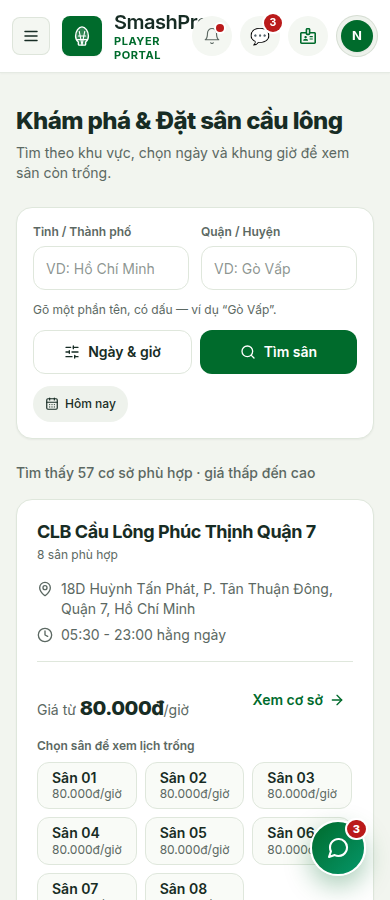 SmashPr
PLAYER
PORTAL
3
N
Khám phá & Đặt sân cầu lông
Tìm theo khu vực, chọn ngày và khung giờ để xem
sân còn trống.
Tỉnh / Thành phố
Quận / Huyện
VD: Hồ Chí Minh
VD: Gò Vấp
Gõ một phần tên, có dấu — ví dụ “Gò Vấp”.
Ngày & giờ
Tìm sân
Hôm nay
Tìm thấy 57 cơ sở phù hợp · giá thấp đến cao
CLB Cầu Lông Phúc Thịnh Quận 7
8 sân phù hợp
18D Huỳnh Tấn Phát, P. Tân Thuận Đông,
Quận 7, Hồ Chí Minh
05:30 - 23:00 hằng ngày
Giá từ 80.000đ/giờ
Xem cơ sở
Chọn sân để xem lịch trống
Sân 01
Sân 02
Sân 03
80.000đ/giờ
80.000đ/giờ
80.000đ/giờ
Sân 04
Sân 05
Sân 06
80.000đ/giờ
80.000đ/giờ
80.000
3
Sân 07
Sân 08